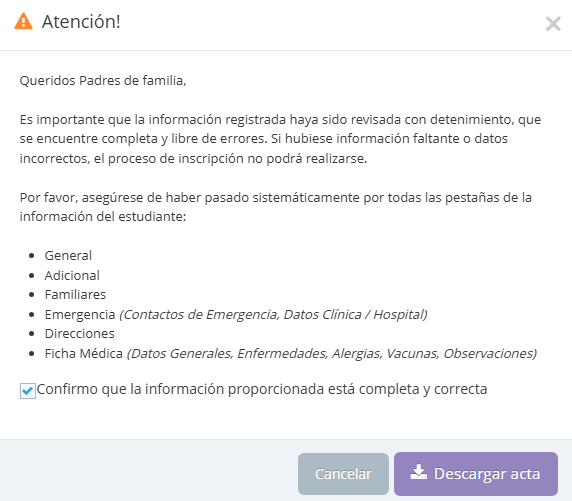 Atención!
Queridos Padres de familia,
Es importante que la información registrada haya sido revisada con detenimiento, que
se encuentre completa y libre de errores. Si hubiese información faltante o datos
incorrectos, el proceso de inscripción no podrá realizarse.
Por favor, asegúrese de haber pasado sistemáticamente por todas las pestañas de la
información del estudiante:
General
Adicional
Familiares
Emergencia (Contactos de Emergencia, Datos Clínica / Hospital)
Direcciones
Ficha Médica (Datos Generales, Enfermedades, Alergias, Vacunas, Observaciones)
Confirmo que la información proporcionada está completa y correcta
Cancelar
Descargar acta